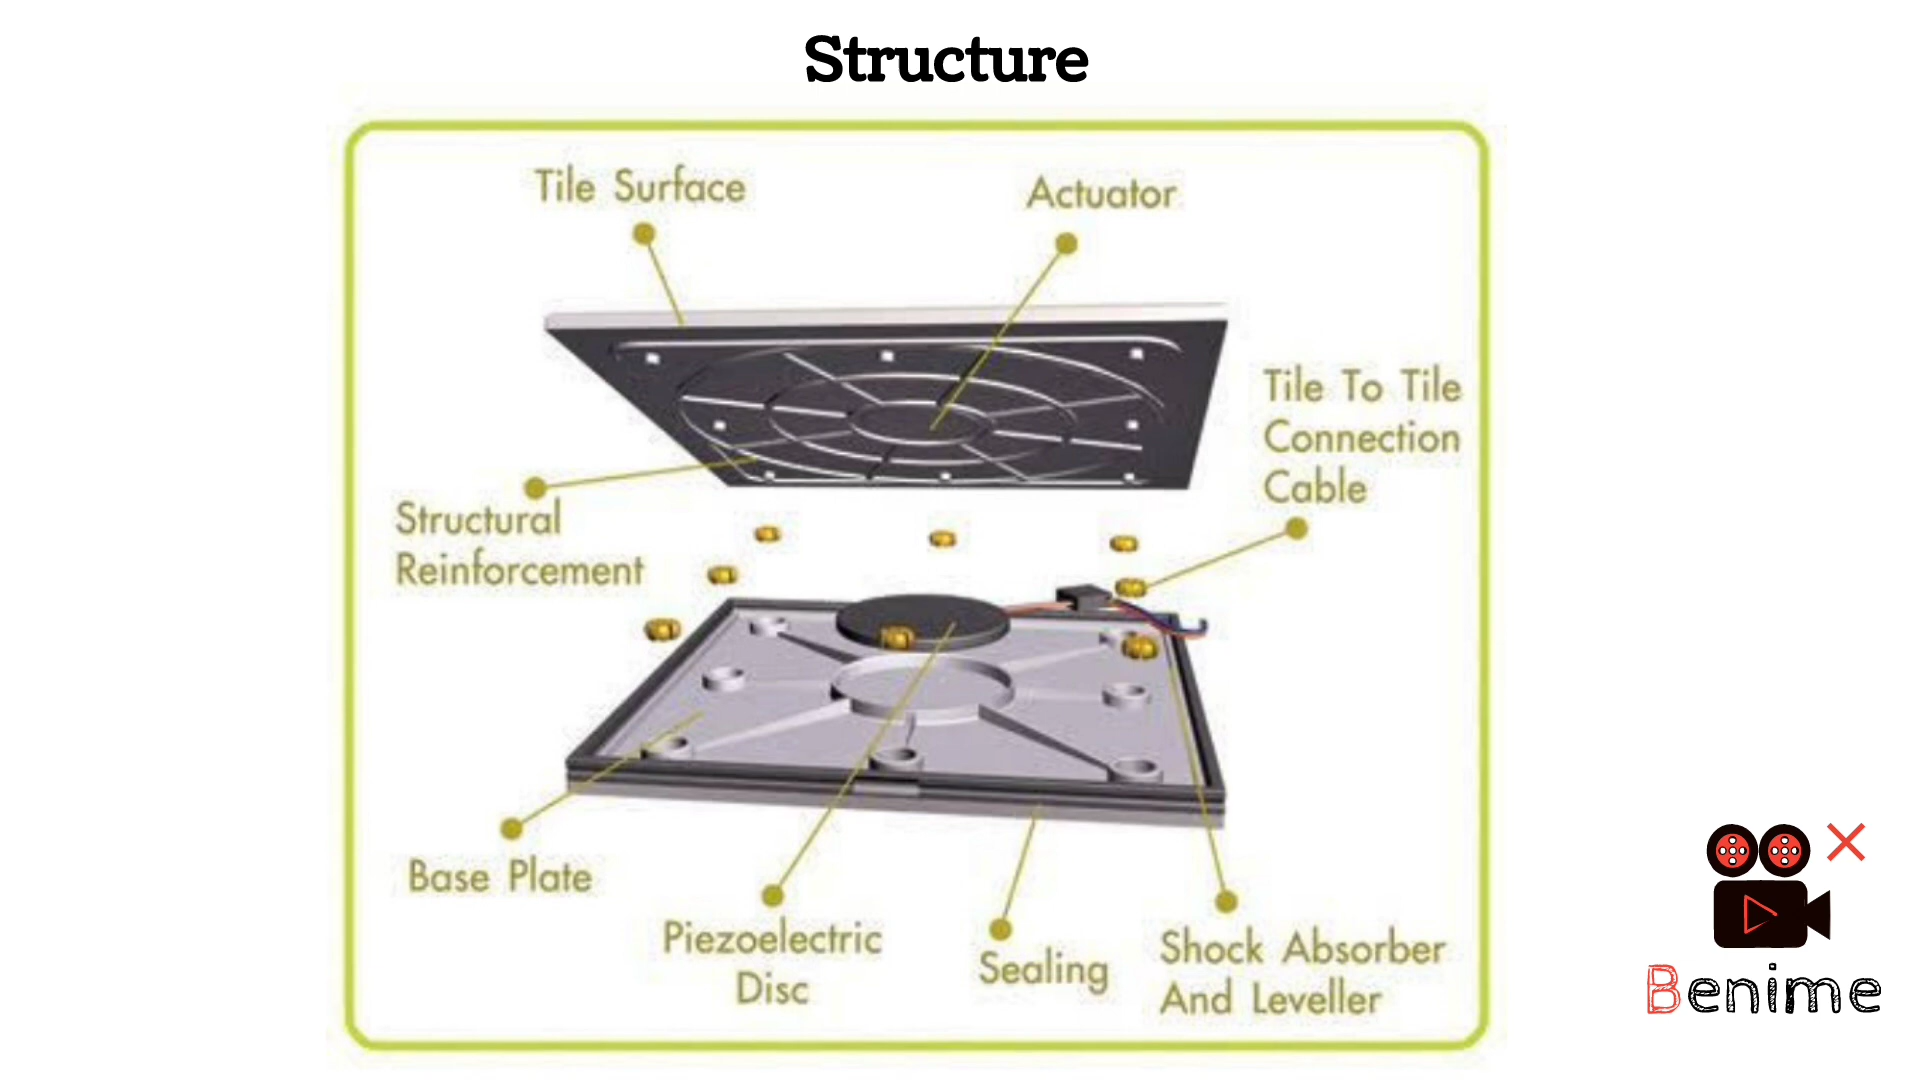 Structure
Tile Surface
Actuator
Tile To Tile
Connection
Cable
Structural
Reinforcement
Base Plate
Piezoelectric
Disc
Sealing
Shock Absorber
And Leveller
Benime